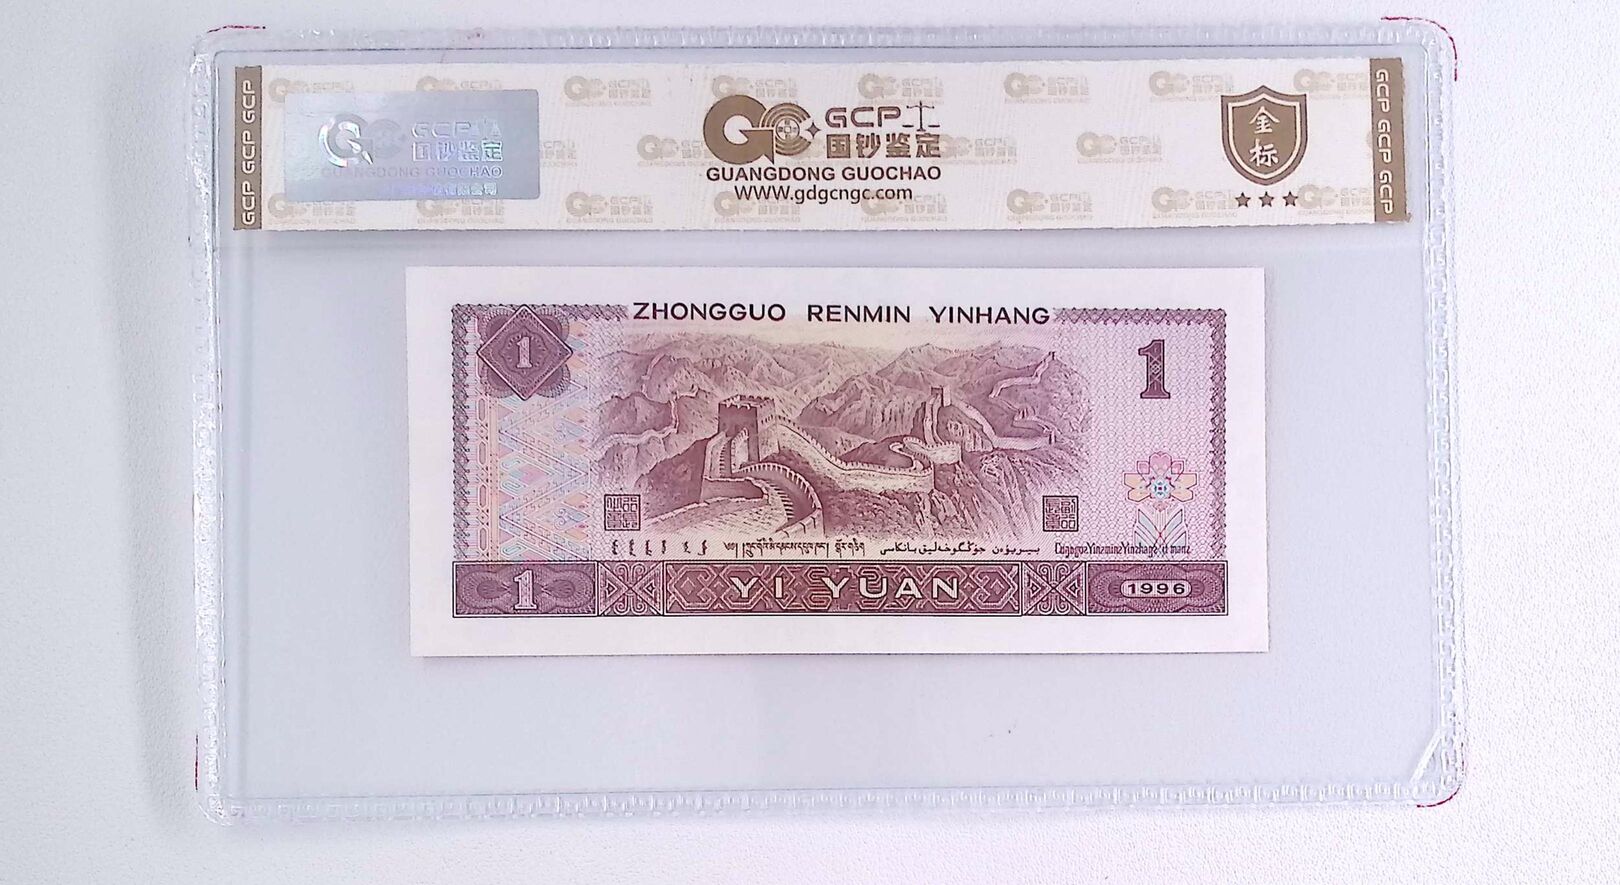 GCP GCP GCP
GCP
国钞鉴定
GUANGDONG GUOCHAO
GCP
国钞鉴定
GUANGDONG GUOCHAO
WWW.gdgcngc.com
金
标
GCP GCP GCP
ZHONGGUO RENMIN YINHANG
1
1
YI YUAN
1
1996